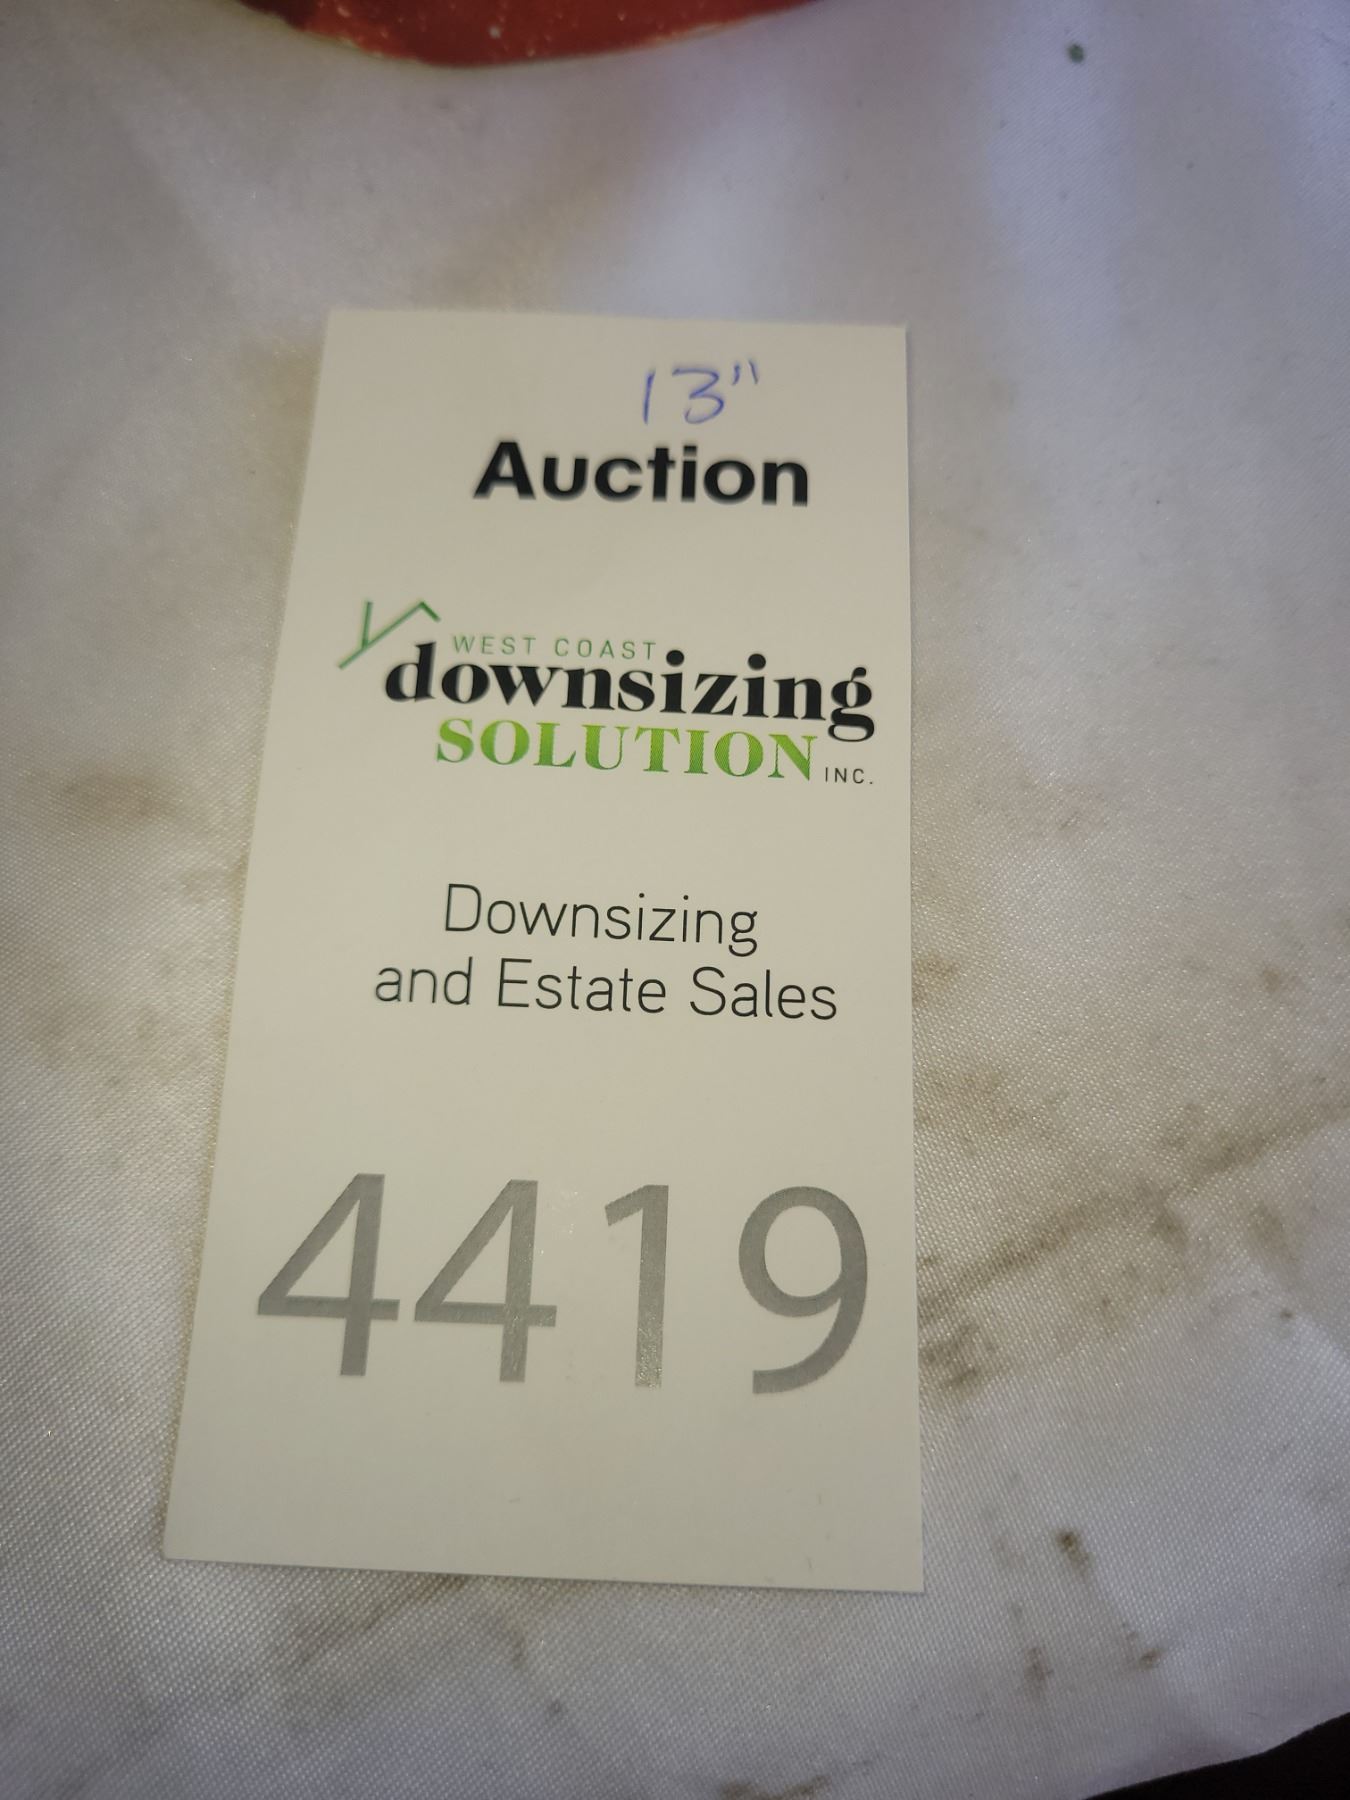 13"
Auction
WEST COAST
downsizing
SOLUTION INC.
Downsizing
and Estate Sales
4419